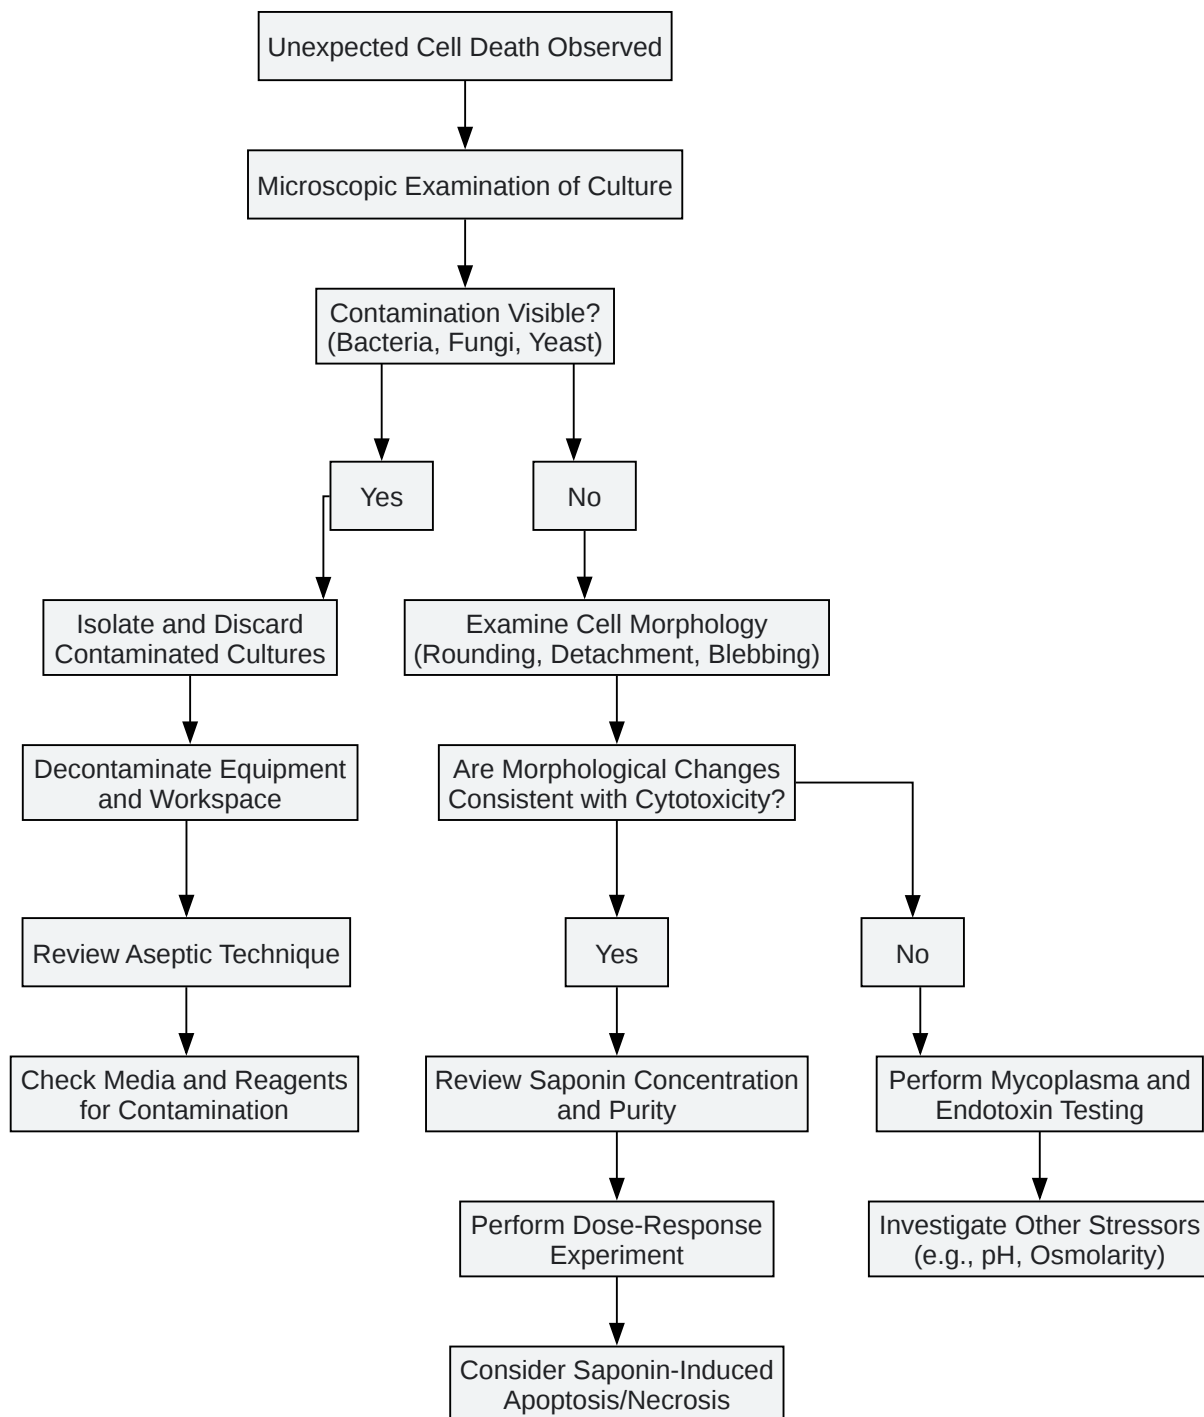 Unexpected Cell Death Observed
Microscopic Examination of Culture
Contamination Visible?
(Bacteria, Fungi, Yeast)
Yes
No
Isolate and Discard
Contaminated Cultures
Examine Cell Morphology
(Rounding, Detachment, Blebbing)
Decontaminate Equipment
and Workspace
Are Morphological Changes
Consistent with Cytotoxicity?
Review Aseptic Technique
Yes
No
Check Media and Reagents
for Contamination
Review Saponin Concentration
and Purity
Perform Mycoplasma and
Endotoxin Testing
Perform Dose-Response
Experiment
Investigate Other Stressors
(e.g., pH, Osmolarity)
Consider Saponin-Induced
Apoptosis/Necrosis